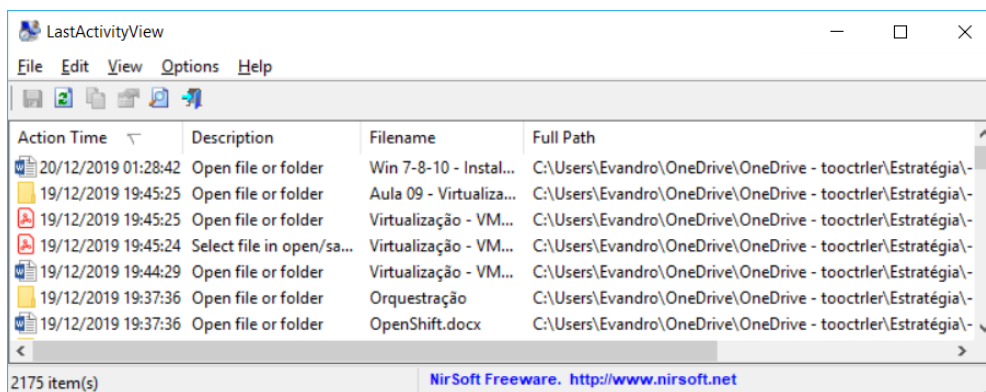 LastActivityView
File Edit View Options Help
Action Time Description Filename Full Path
20/12/2019 01:28:42 Open file or folder Win 7-8-10 - Instal... C:\Users\Evandro\OneDrive\OneDrive - tooctrler\Estratégia\-
19/12/2019 19:45:25 Open file or folder Aula 09 - Virtualiza... C:\Users\Evandro\OneDrive\OneDrive - tooctrler\Estratégia\-
19/12/2019 19:45:25 Open file or folder Virtualização - VM... C:\Users\Evandro\OneDrive\OneDrive - tooctrler\Estratégia\-
19/12/2019 19:45:24 Select file in open/sa... Virtualização - VM... C:\Users\Evandro\OneDrive\OneDrive - tooctrler\Estratégia\-
19/12/2019 19:44:29 Open file or folder Virtualização - VM... C:\Users\Evandro\OneDrive\OneDrive - tooctrler\Estratégia\-
19/12/2019 19:37:36 Open file or folder Orquestração C:\Users\Evandro\OneDrive\OneDrive - tooctrler\Estratégia\-
19/12/2019 19:37:36 Open file or folder OpenShift.docx C:\Users\Evandro\OneDrive\OneDrive - tooctrler\Estratégia\-
2175 item(s) NirSoft Freeware. http://www.nirsoft.net